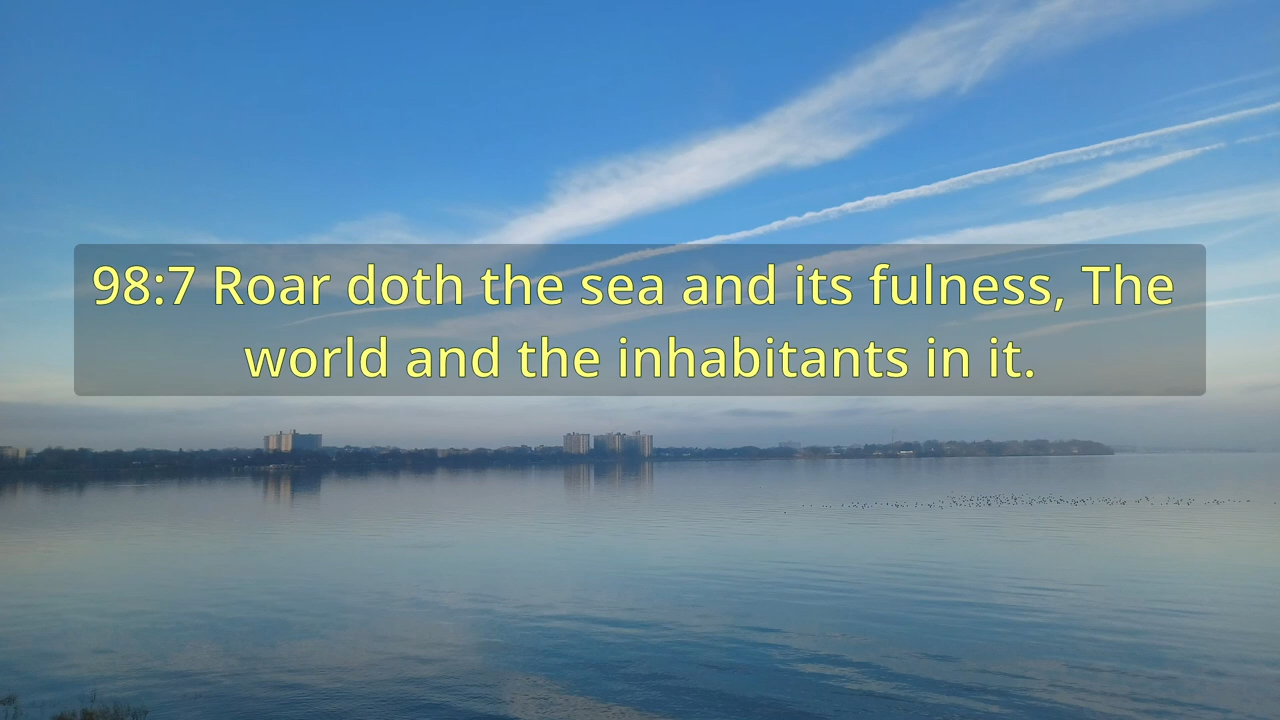 98:7 Roar doth the sea and its fulness, The
world and the inhabitants in it.